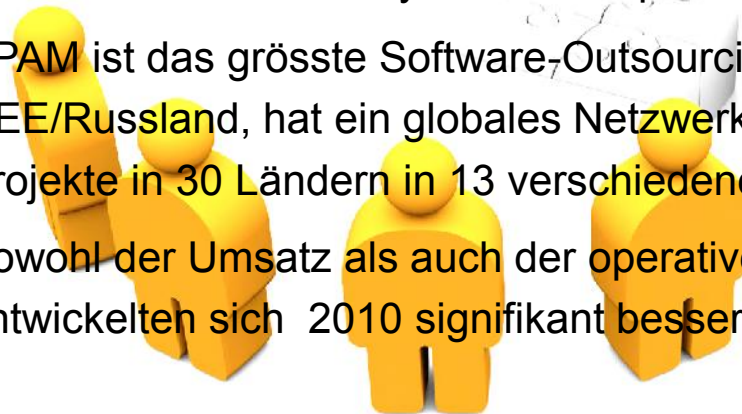 PAM ist das grösste Software-Outsourci
EE/Russland, hat ein globales Netzwerk
rojekte in 30 Ländern in 13 verschiedene
owohl der Umsatz als auch der operative
ntwickelten sich  2010 signifikant besser